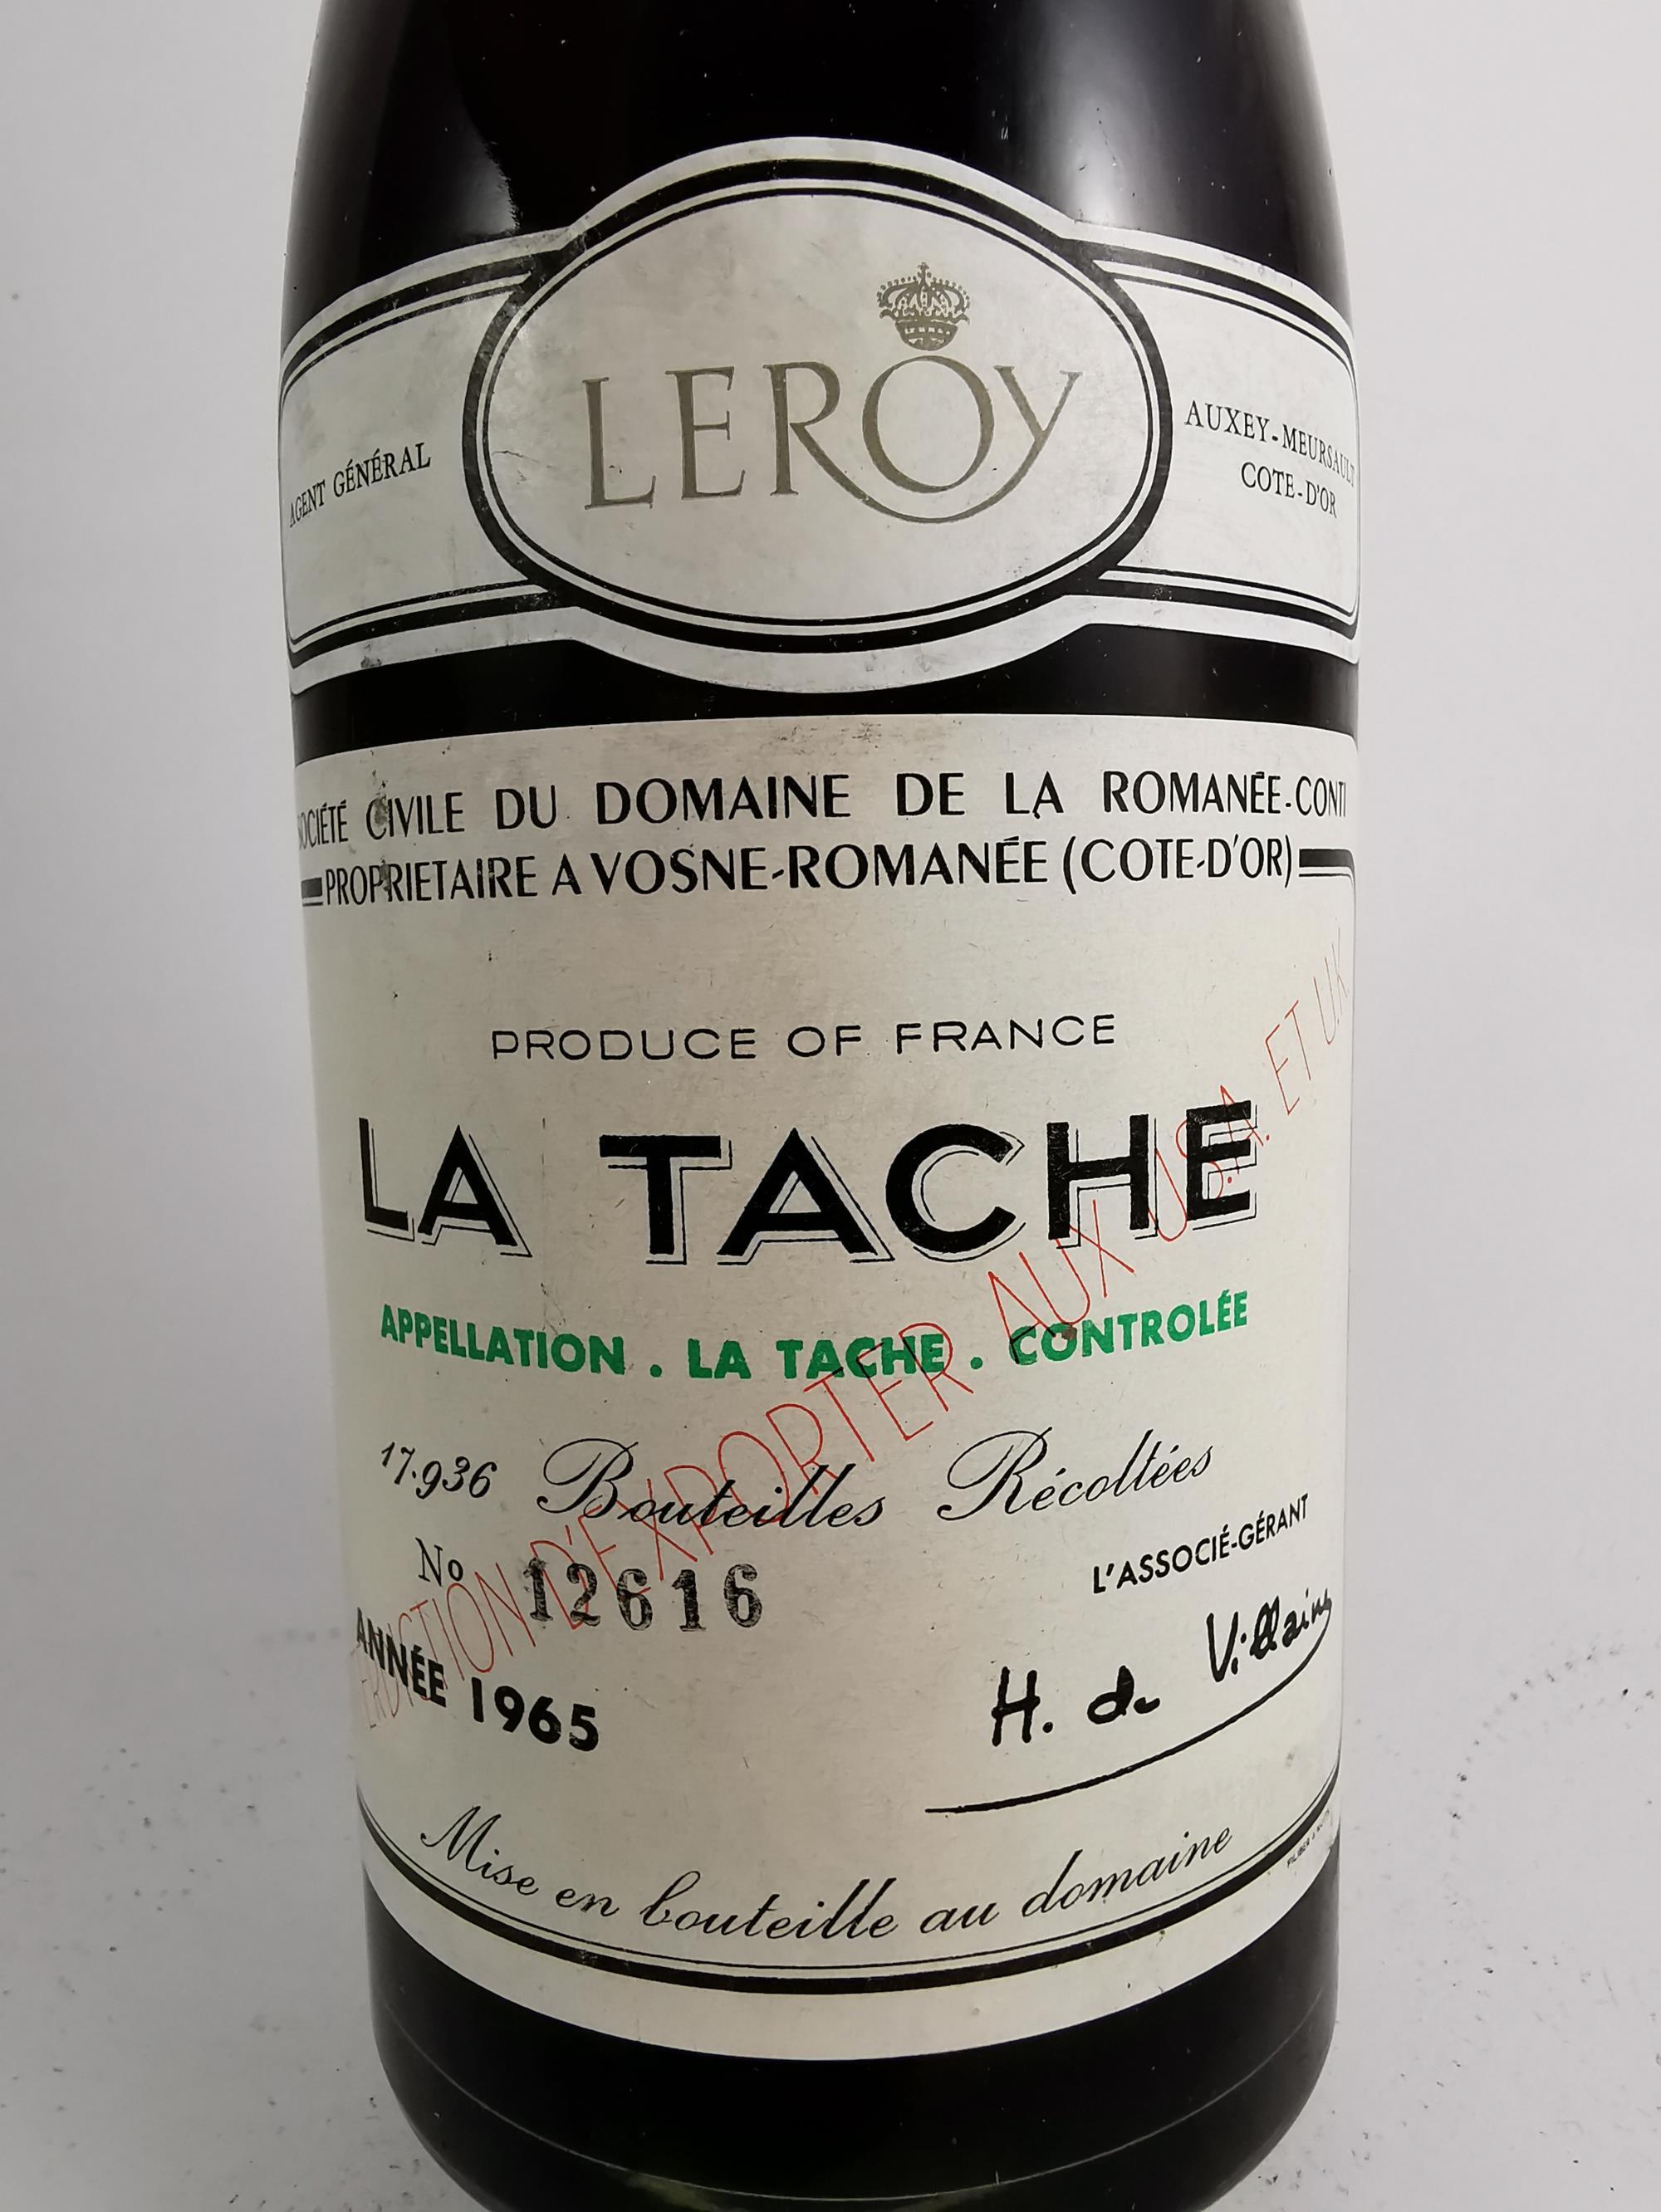 LEROY
AGENT GÉNÉRAL
AUXEY-MEURSAULT
COTE-D'OR
SOCIÉTÉ CIVILE DU DOMAINE DE LA ROMANÉE-CONTI
PROPRIETAIRE A VOSNE-ROMANÉE (COTE-D'OR)
PRODUCE OF FRANCE
LA TACHE
APPELLATION . LA TACHE . CONTROLÉE
17.936 Bouteilles Récoltées
No 12616
L'ASSOCIÉ-GÉRANT
ANNÉE 1965
H. de Villaine
Mise en bouteille au domaine
ERDICTION D'EXPORTER AUX U.S.A. ET UK